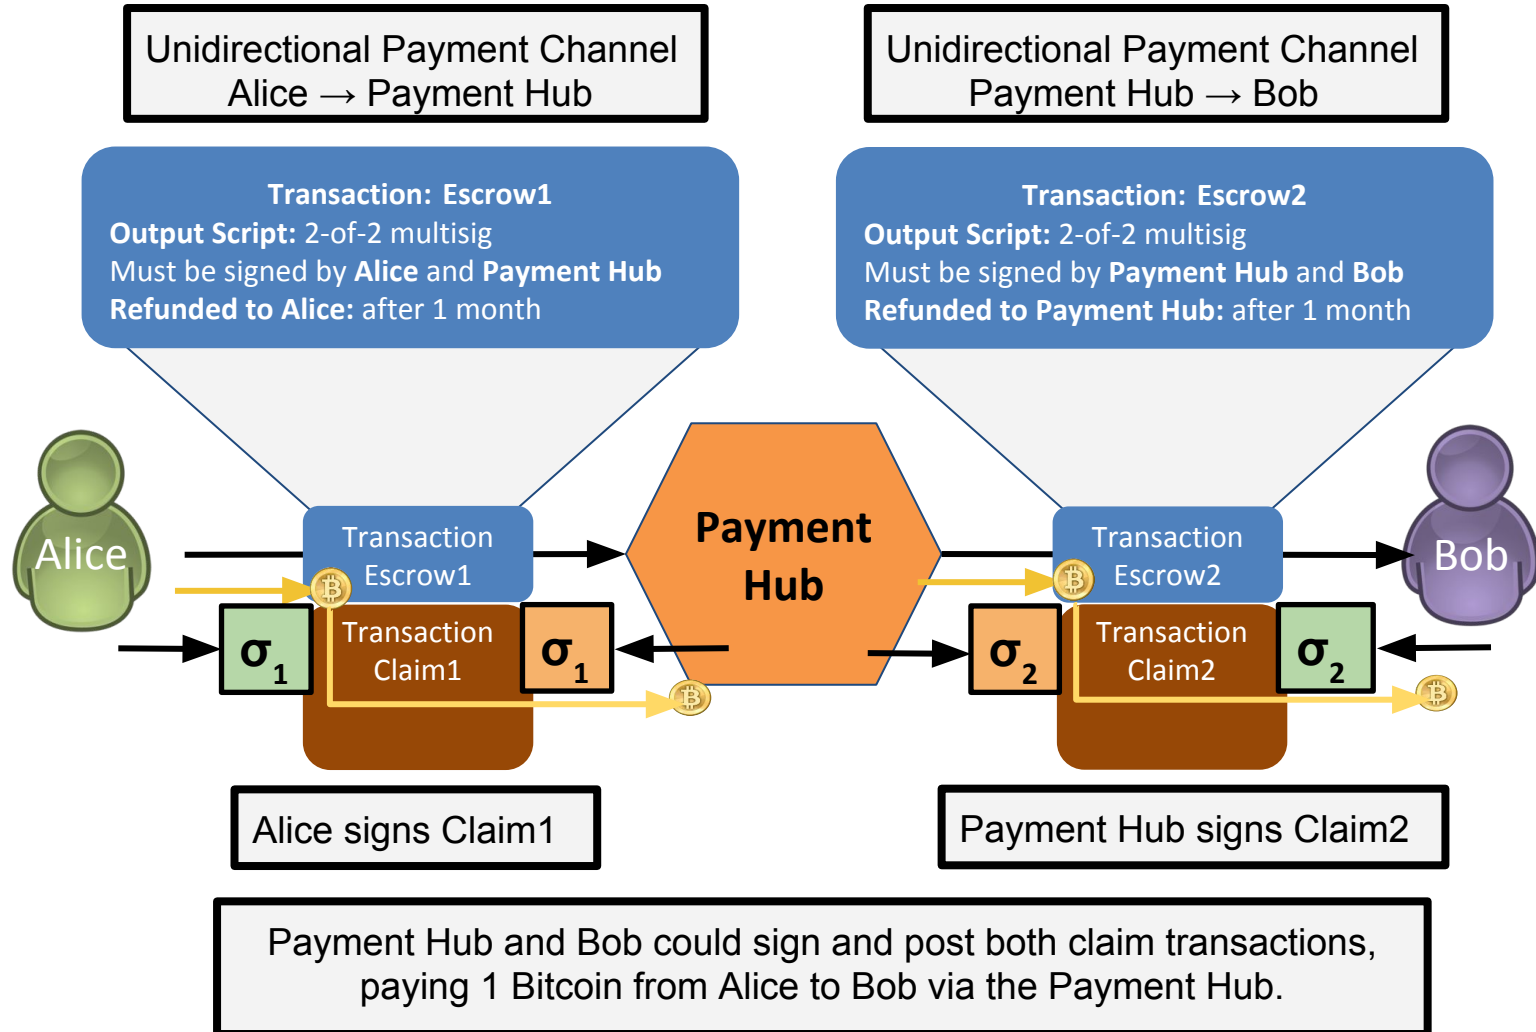 Unidirectional Payment Channel
Alice → Payment Hub
Unidirectional Payment Channel
Payment Hub → Bob
Transaction: Escrow1
Output Script: 2-of-2 multisig
Must be signed by Alice and Payment Hub
Refunded to Alice: after 1 month
Transaction: Escrow2
Output Script: 2-of-2 multisig
Must be signed by Payment Hub and Bob
Refunded to Payment Hub: after 1 month
Alice
Transaction
Escrow1
Payment
Hub
Transaction
Escrow2
Bob
σ₁
Transaction
Claim1
σ₁
σ₂
Transaction
Claim2
σ₂
Alice signs Claim1
Payment Hub signs Claim2
Payment Hub and Bob could sign and post both claim transactions,
paying 1 Bitcoin from Alice to Bob via the Payment Hub.